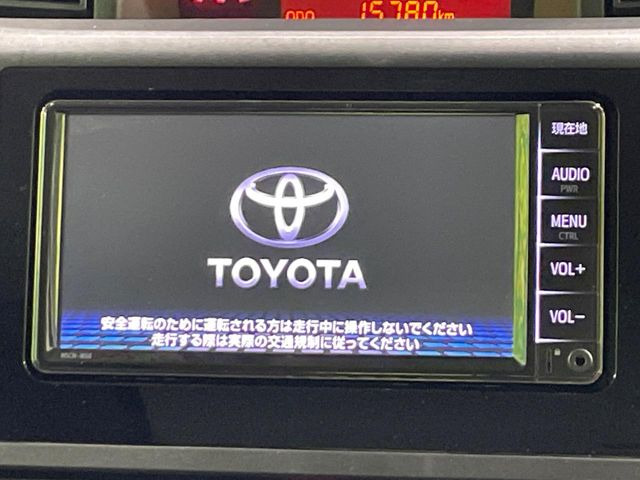 ODO 15780km
現在地
AUDIO
PWR
MENU
CTRL
VOL+
VOL-
TOYOTA
安全運転のために運転される方は走行中に操作しないでください
走行する際は実際の交通規制に従ってください